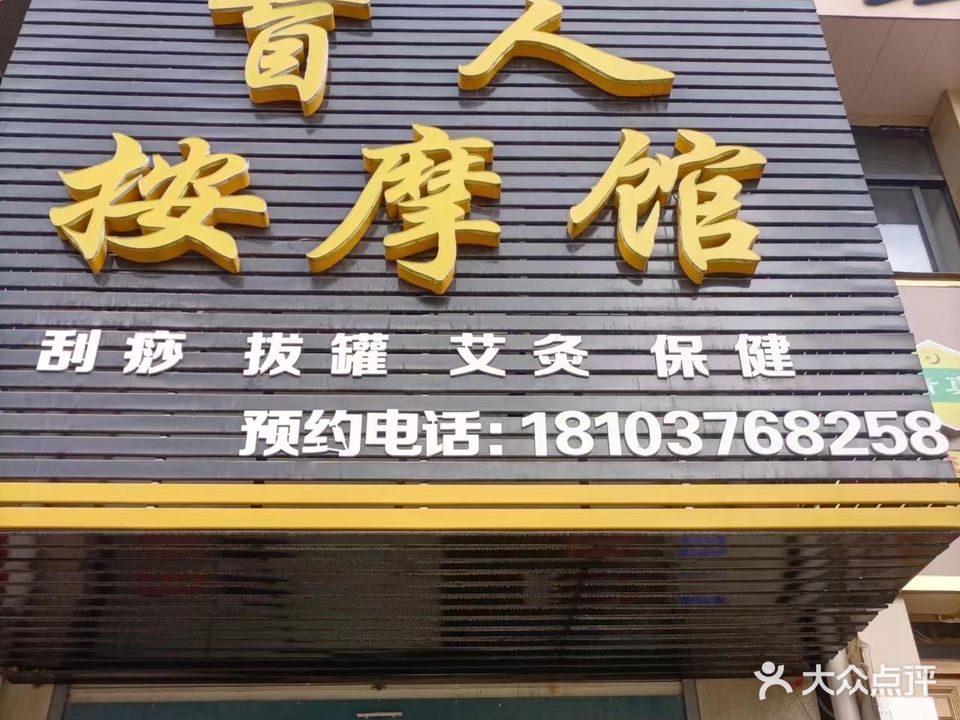 盲人
按摩馆
刮痧 拔罐 艾灸 保健
预约电话:18103768258
真
大众点评